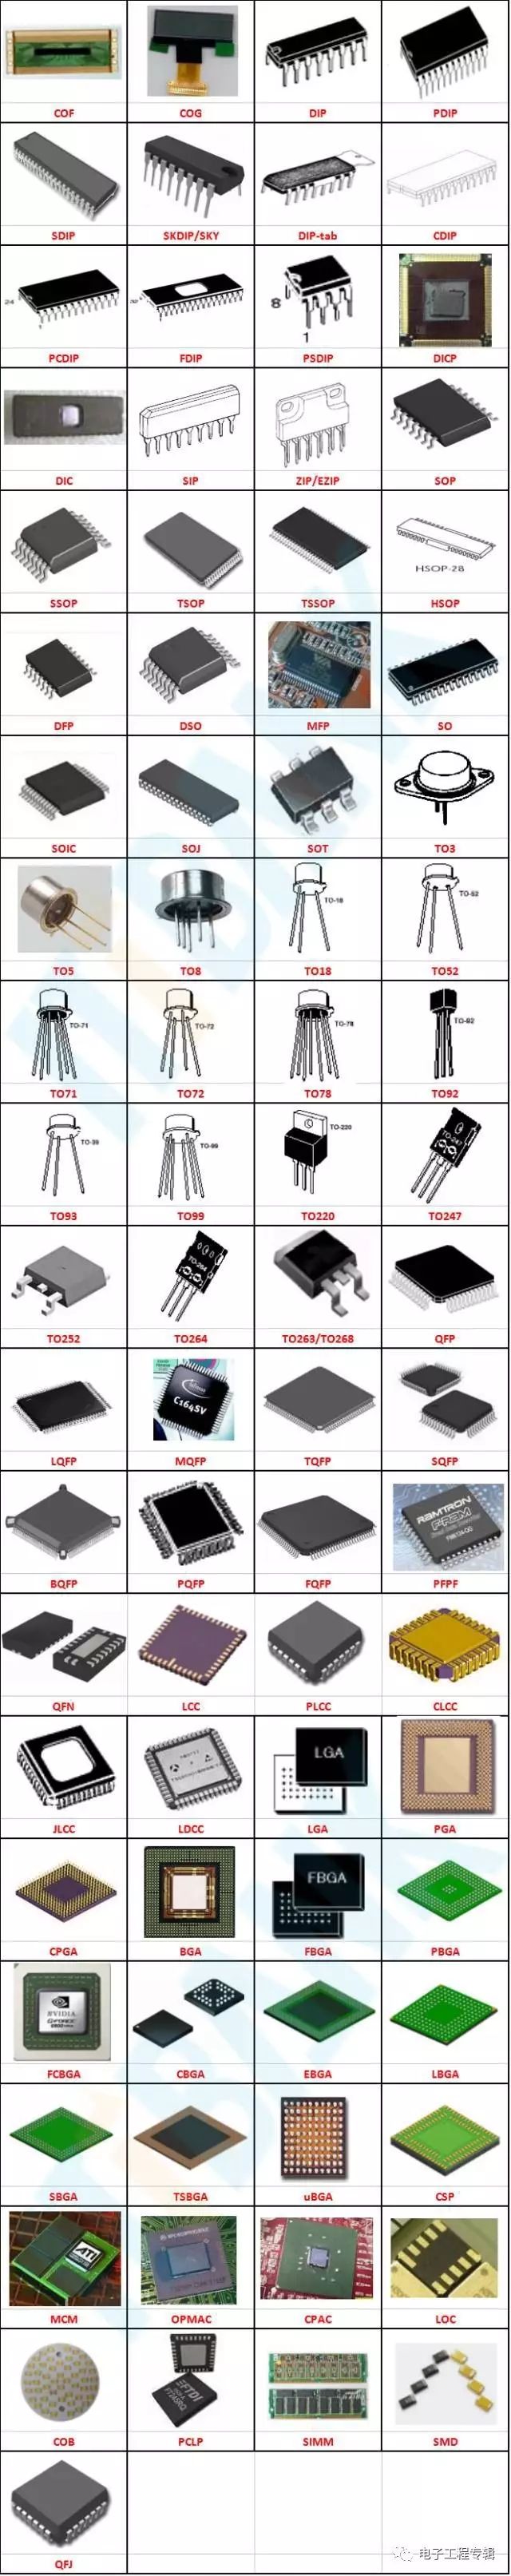 COF
COG
DIP
PDIP
SDIP
SKDIP/SKY
DIP-tab
CDIP
24
1
8
1
PCDIP
FDIP
PSDIP
DICP
DIC
SIP
ZIP/EZIP
SOP
HSOP-28
SSOP
TSOP
TSSOP
HSOP
VIA
DFP
DSO
MFP
SO
SOIC
SOJ
SOT
TO3
TO-18
TO-52
TO5
TO8
TO18
TO52
TO-71
TO-72
TO-78
TO-92
TO71
TO72
TO78
TO92
TO-39
TO-99
TO-220
TO-247
TO93
TO99
TO220
TO247
TO-264
TO252
TO264
TO263/TO268
QFP
C164SV
LQFP
MQFP
TQFP
SQFP
RAMTRON
FRAM
BQFP
PQFP
FQFP
PFPF
QFN
LCC
PLCC
CLCC
LGA
JLCC
LDCC
LGA
PGA
FBGA
CPGA
BGA
FBGA
PBGA
NVIDIA
GEFORCE
FCBGA
CBGA
EBGA
LBGA
SBGA
TSBGA
uBGA
CSP
ATI
MCM
OPMAC
CPAC
LOC
FTDI
COB
PCLP
SIMM
SMD
QFJ
电子工程专辑